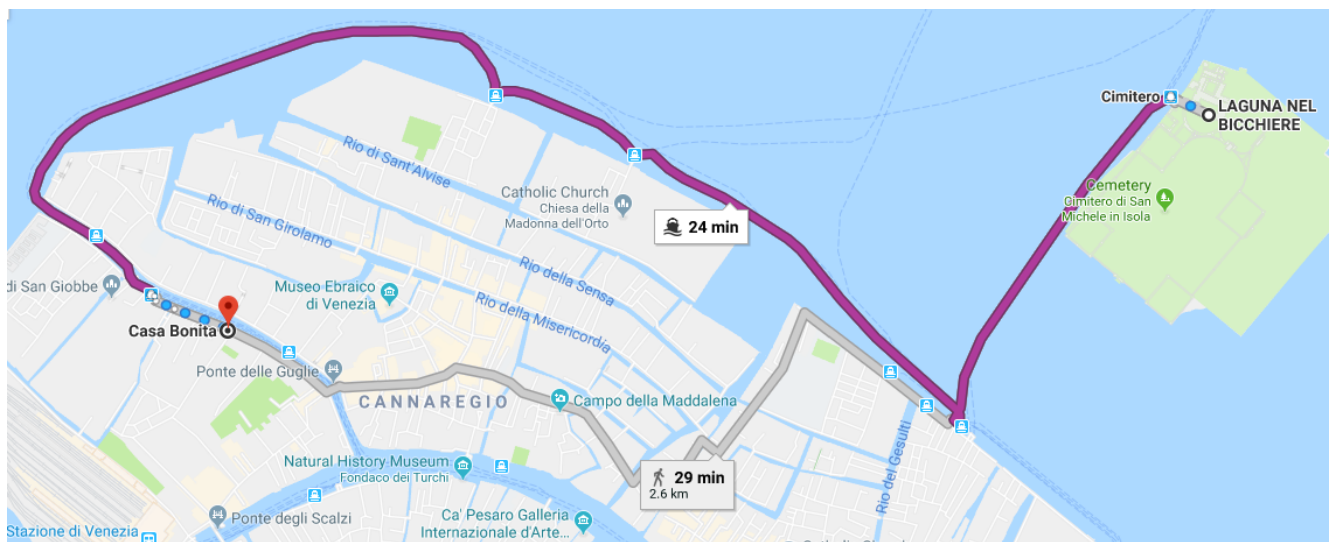 Cimitero
LAGUNA NEL
BICCHIERE
Rio di Sant'Alvise
Catholic Church
Chiesa della
Madonna dell'Orto
Cemetery
Cimitero di San
Michele in Isola
Rio di San Girolamo
24 min
di San Giobbe
Museo Ebraico
di Venezia
Rio della Sensa
Rio della Misericordia
Casa Bonita
Ponte delle Guglie
CANNAREGIO
Campo della Maddalena
Natural History Museum
Fondaco dei Turchi
29 min
2.6 km
Rio dei Gesuiti
Ponte degli Scalzi
Ca' Pesaro Galleria
Internazionale d'Arte...
Stazione di Venezia